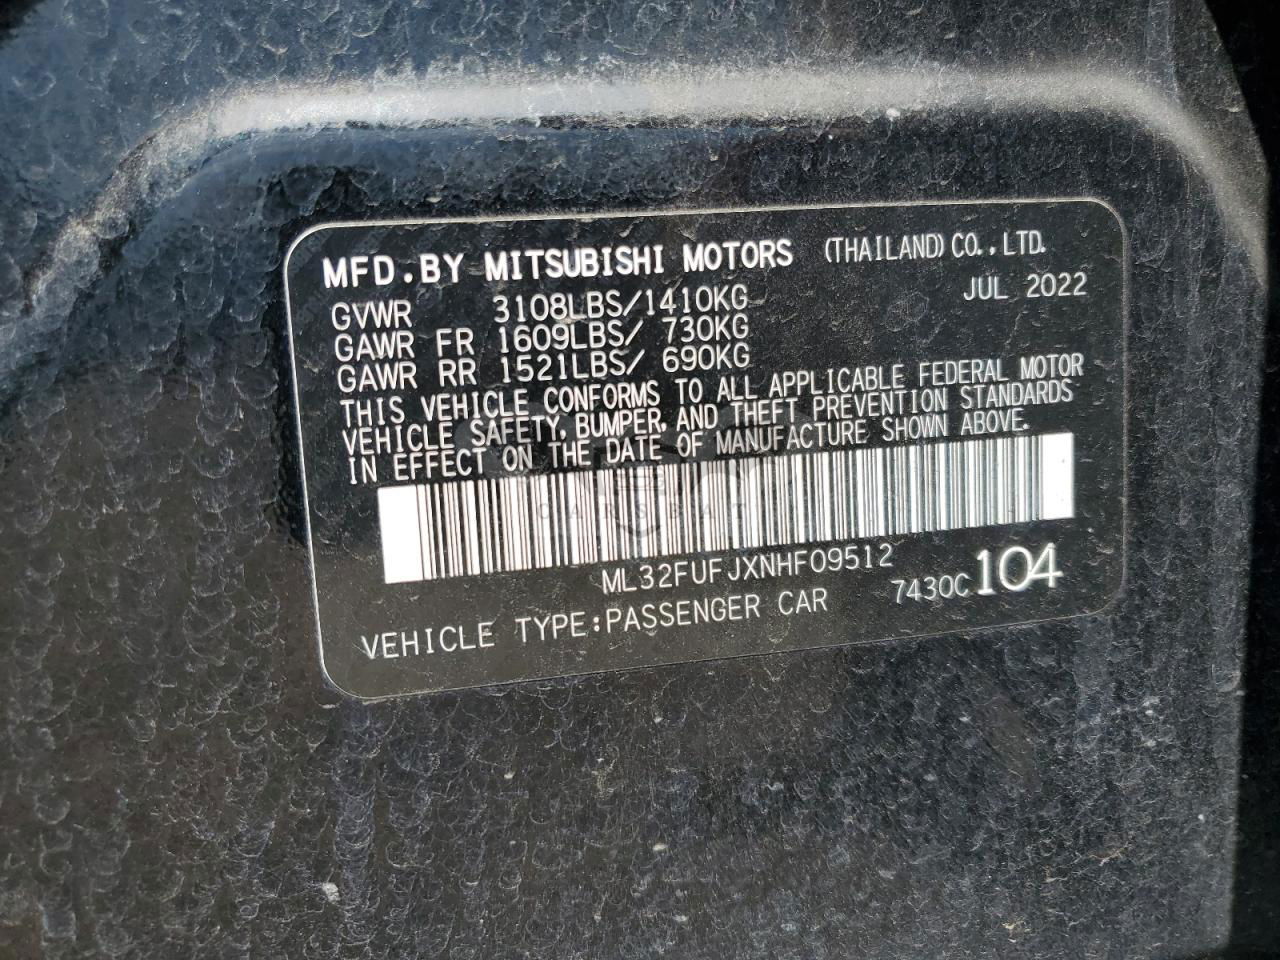 MFD.BY MITSUBISHI MOTORS (THAILAND)CO.,LTD.
GVWR 3108LBS/1410KG JUL 2022
GAWR FR 1609LBS/ 730KG
GAWR RR 1521LBS/ 690KG
THIS VEHICLE CONFORMS TO ALL APPLICABLE FEDERAL MOTOR
VEHICLE SAFETY, BUMPER, AND THEFT PREVENTION STANDARDS
IN EFFECT ON THE DATE OF MANUFACTURE SHOWN ABOVE.
ML32FUFJXNHF09512
VEHICLE TYPE:PASSENGER CAR 7430C 104